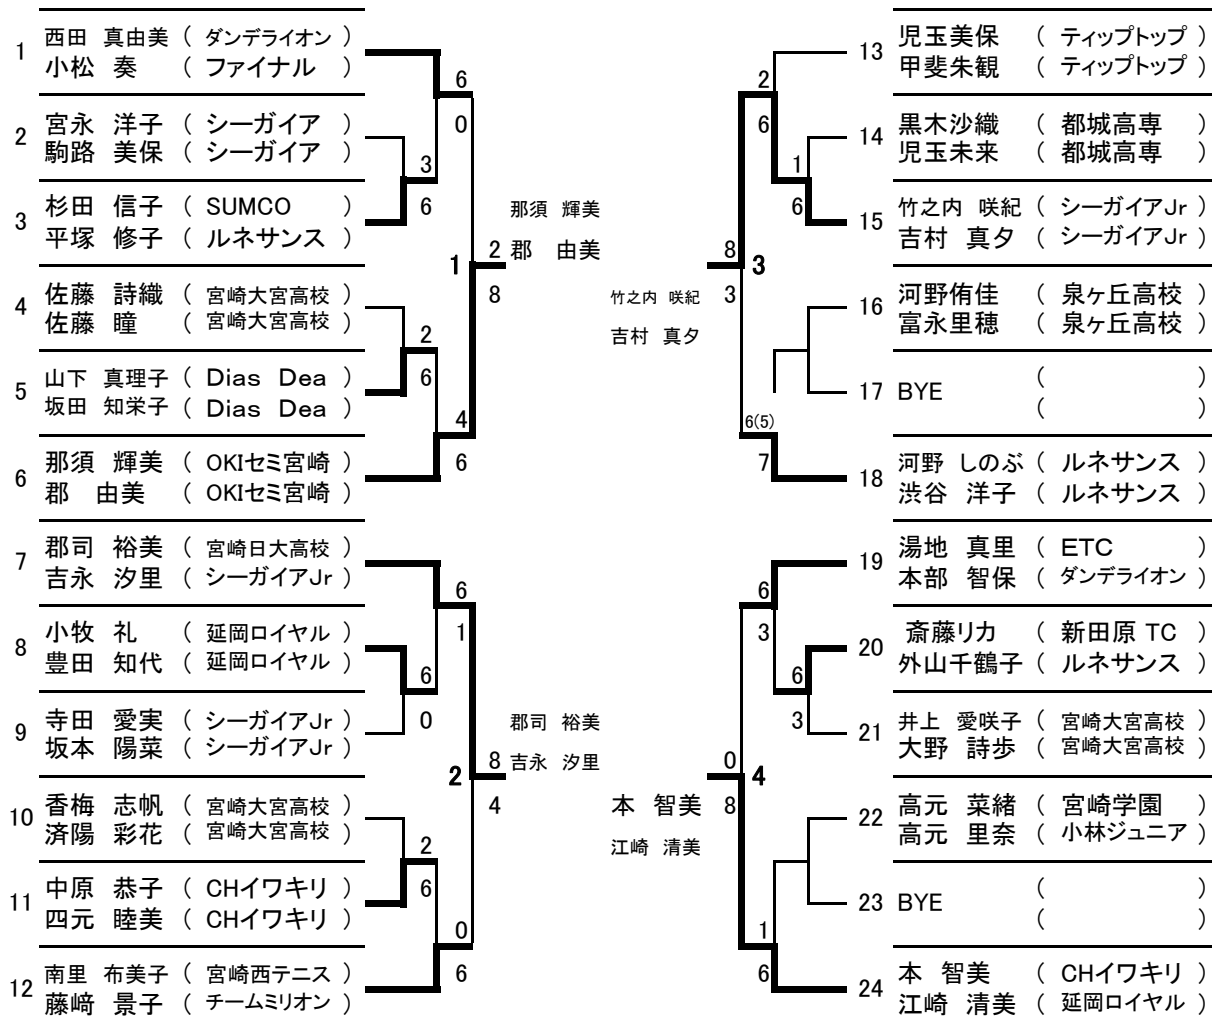 1 西田 真由美 ( ダンデライオン )
小松 奏 ( ファイナル )
2 宮永 洋子 ( シーガイア )
駒路 美保 ( シーガイア )
3 杉田 信子 ( SUMCO )
平塚 修子 ( ルネサンス )
4 佐藤 詩織 ( 宮崎大宮高校 )
佐藤 瞳 ( 宮崎大宮高校 )
5 山下 真理子 ( Dias Dea )
坂田 知栄子 ( Dias Dea )
6 那須 輝美 ( OKIセミ宮崎 )
郡 由美 ( OKIセミ宮崎 )
7 郡司 裕美 ( 宮崎日大高校 )
吉永 汐里 ( シーガイアJr )
8 小牧 礼 ( 延岡ロイヤル )
豊田 知代 ( 延岡ロイヤル )
9 寺田 愛実 ( シーガイアJr )
坂本 陽菜 ( シーガイアJr )
10 香梅 志帆 ( 宮崎大宮高校 )
済陽 彩花 ( 宮崎大宮高校 )
11 中原 恭子 ( CHイワキリ )
四元 睦美 ( CHイワキリ )
12 南里 布美子 ( 宮崎西テニス )
藤﨑 景子 ( チームミリオン )
6
0
3
6
2
6
4
6
1
2
8
那須 輝美
郡 由美
6
1
6
0
2
6
0
6
2
8
4
郡司 裕美
吉永 汐里
2
6
1
6
6(5)
7
8
3
3
竹之内 咲紀
吉村 真夕
6
3
6
3
1
6
0
4
8
本 智美
江崎 清美
13 児玉美保 ( ティップトップ )
甲斐朱観 ( ティップトップ )
14 黒木沙織 ( 都城高専 )
児玉未来 ( 都城高専 )
15 竹之内 咲紀 ( シーガイアJr )
吉村 真夕 ( シーガイアJr )
16 河野侑佳 ( 泉ヶ丘高校 )
富永里穂 ( 泉ヶ丘高校 )
17 BYE ( )
( )
18 河野 しのぶ ( ルネサンス )
渋谷 洋子 ( ルネサンス )
19 湯地 真里 ( ETC )
本部 智保 ( ダンデライオン )
20 斎藤リカ ( 新田原 TC )
外山千鶴子 ( ルネサンス )
21 井上 愛咲子 ( 宮崎大宮高校 )
大野 詩歩 ( 宮崎大宮高校 )
22 高元 菜緒 ( 宮崎学園 )
高元 里奈 ( 小林ジュニア )
23 BYE ( )
( )
24 本 智美 ( CHイワキリ )
江崎 清美 ( 延岡ロイヤル )